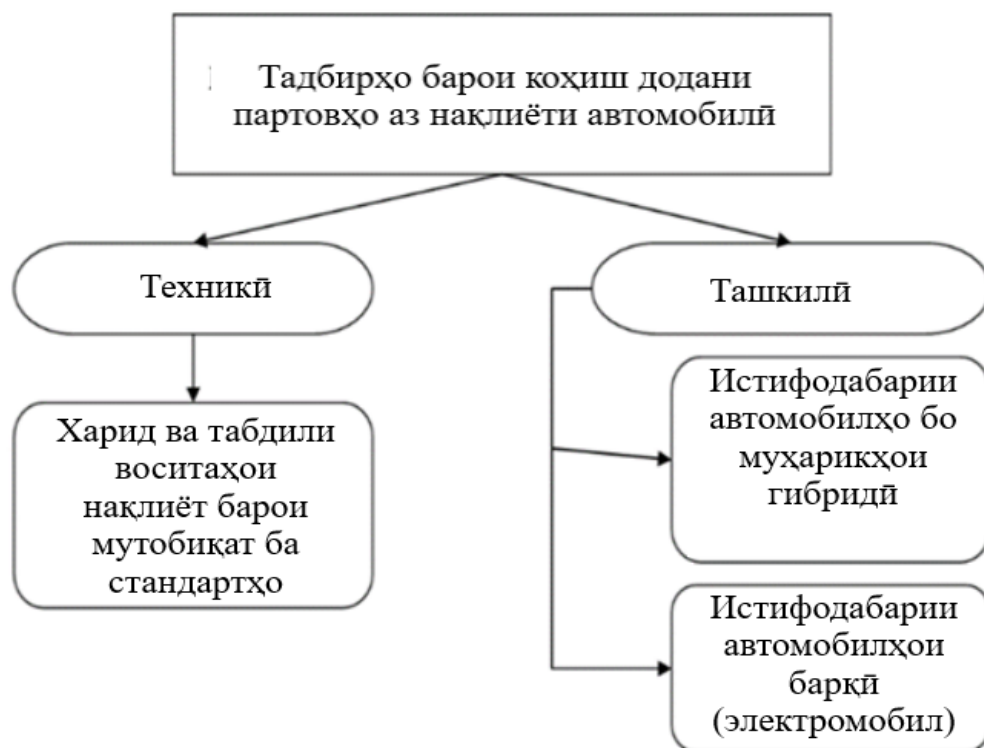 Тадбирҳо барои коҳиш додани
партовҳо аз нақлиёти автомобилӣ
Техникӣ
Ташкилӣ
Харид ва табдили
воситаҳои
нақлиёт барои
мутобиқат ба
стандартҳо
Истифодабарии
автомобилҳо бо
муҳарикҳои
гибридӣ
Истифодабарии
автомобилҳои
барқӣ
(электромобил)